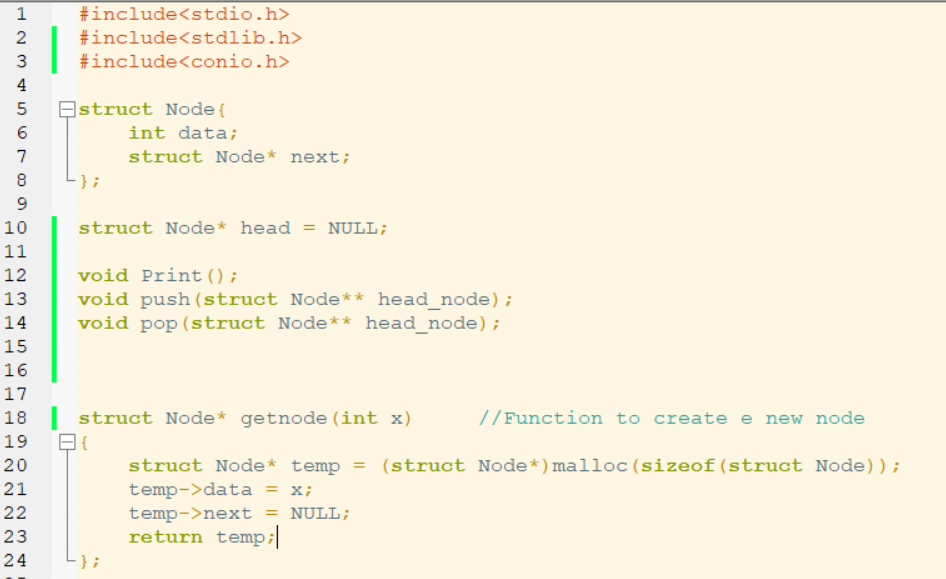 1 #include<stdio.h>
2 #include<stdlib.h>
3 #include<conio.h>
4
5 struct Node{
6     int data;
7     struct Node* next;
8 };
9
10 struct Node* head = NULL;
11
12 void Print();
13 void push(struct Node** head_node);
14 void pop(struct Node** head_node);
15
16
17
18 struct Node* getnode(int x)     //Function to create e new node
19 {
20     struct Node* temp = (struct Node*)malloc(sizeof(struct Node));
21     temp->data = x;
22     temp->next = NULL;
23     return temp;
24 };